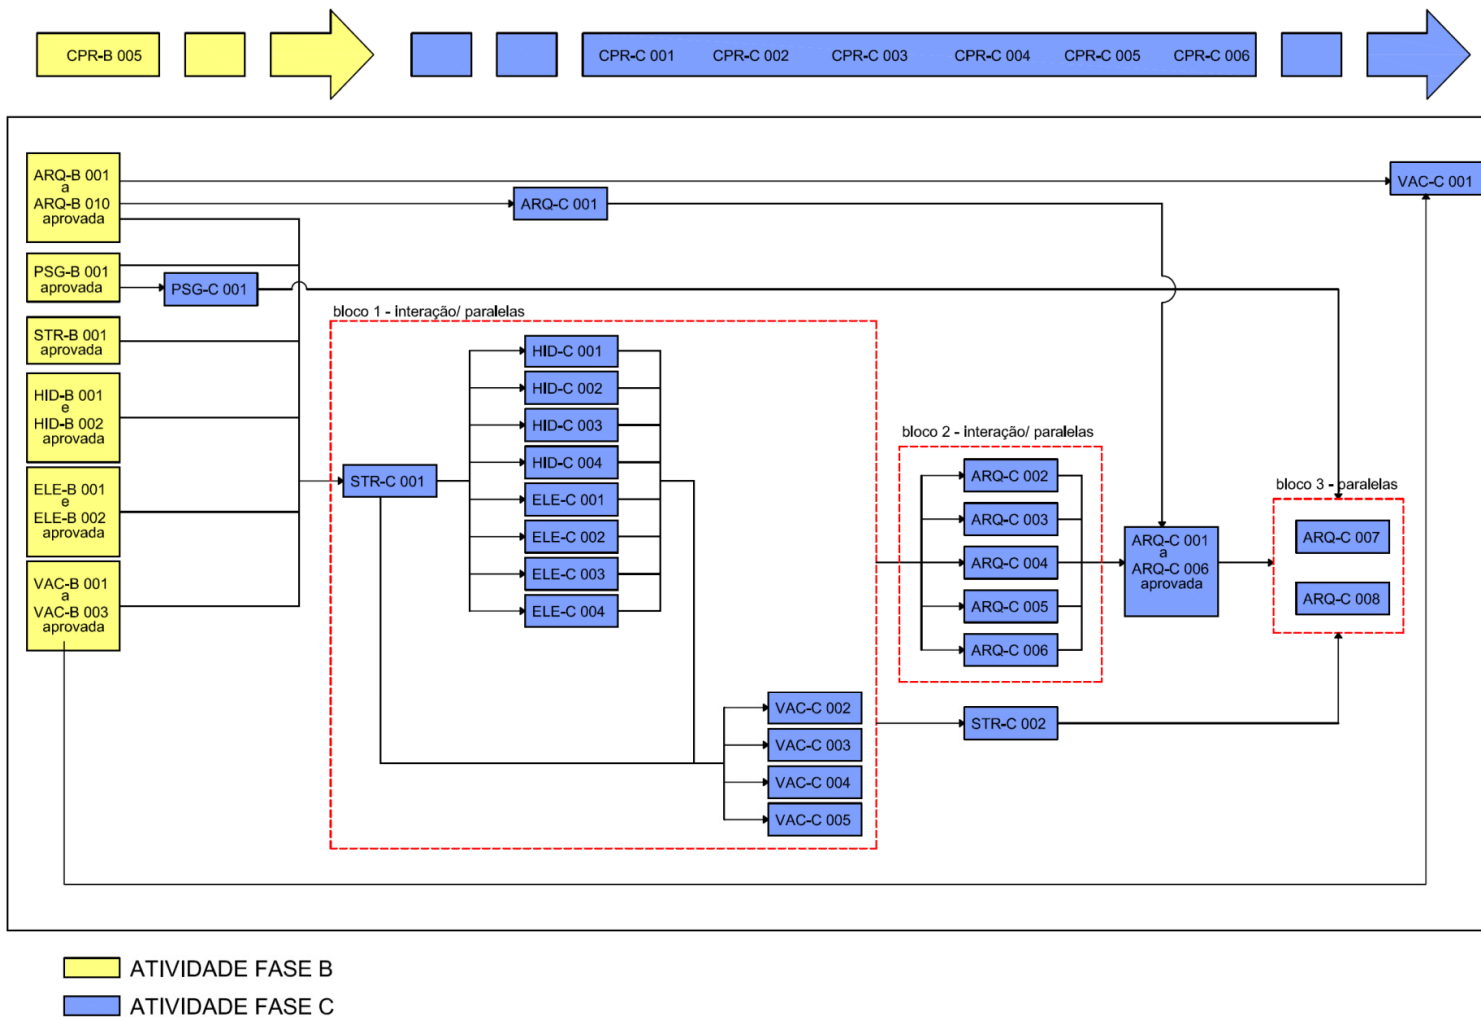 CPR-B 005
CPR-C 001 CPR-C 002 CPR-C 003 CPR-C 004 CPR-C 005 CPR-C 006
ARQ-B 001
a
ARQ-B 010
aprovada
VAC-C 001
ARQ-C 001
PSG-B 001
aprovada
PSG-C 001
STR-B 001
aprovada
HID-B 001
e
HID-B 002
aprovada
ELE-B 001
e
ELE-B 002
aprovada
VAC-B 001
a
VAC-B 003
aprovada
bloco 1 - interação/ paralelas
STR-C 001
HID-C 001
HID-C 002
HID-C 003
HID-C 004
ELE-C 001
ELE-C 002
ELE-C 003
ELE-C 004
VAC-C 002
VAC-C 003
VAC-C 004
VAC-C 005
bloco 2 - interação/ paralelas
ARQ-C 002
ARQ-C 003
ARQ-C 004
ARQ-C 005
ARQ-C 006
STR-C 002
ARQ-C 001
a
ARQ-C 006
aprovada
bloco 3 - paralelas
ARQ-C 007
ARQ-C 008
ATIVIDADE FASE B
ATIVIDADE FASE C